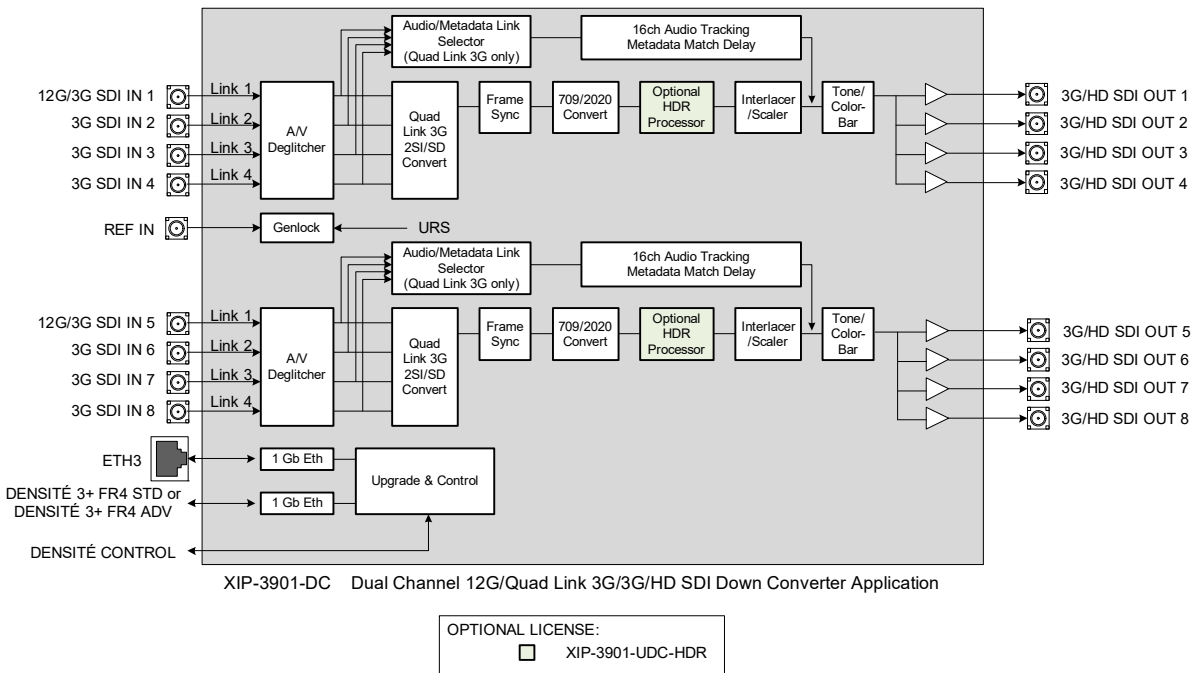 Audio/Metadata Link
Selector
(Quad Link 3G only)
16ch Audio Tracking
Metadata Match Delay
12G/3G SDI IN 1
3G SDI IN 2
3G SDI IN 3
3G SDI IN 4
Link 1
Link 2
Link 3
Link 4
A/V
Deglitcher
Quad
Link 3G
2SI/SD
Convert
Frame
Sync
709/2020
Convert
Optional
HDR
Processor
Interlacer
/Scaler
Tone/
Color-
Bar
3G/HD SDI OUT 1
3G/HD SDI OUT 2
3G/HD SDI OUT 3
3G/HD SDI OUT 4
REF IN
Genlock
URS
Audio/Metadata Link
Selector
(Quad Link 3G only)
16ch Audio Tracking
Metadata Match Delay
12G/3G SDI IN 5
3G SDI IN 6
3G SDI IN 7
3G SDI IN 8
Link 1
Link 2
Link 3
Link 4
A/V
Deglitcher
Quad
Link 3G
2SI/SD
Convert
Frame
Sync
709/2020
Convert
Optional
HDR
Processor
Interlacer
/Scaler
Tone/
Color-
Bar
3G/HD SDI OUT 5
3G/HD SDI OUT 6
3G/HD SDI OUT 7
3G/HD SDI OUT 8
ETH3
1 Gb Eth
DENSITÉ 3+ FR4 STD or
DENSITÉ 3+ FR4 ADV
1 Gb Eth
Upgrade & Control
DENSITÉ CONTROL
XIP-3901-DC Dual Channel 12G/Quad Link 3G/3G/HD SDI Down Converter Application
OPTIONAL LICENSE:
XIP-3901-UDC-HDR